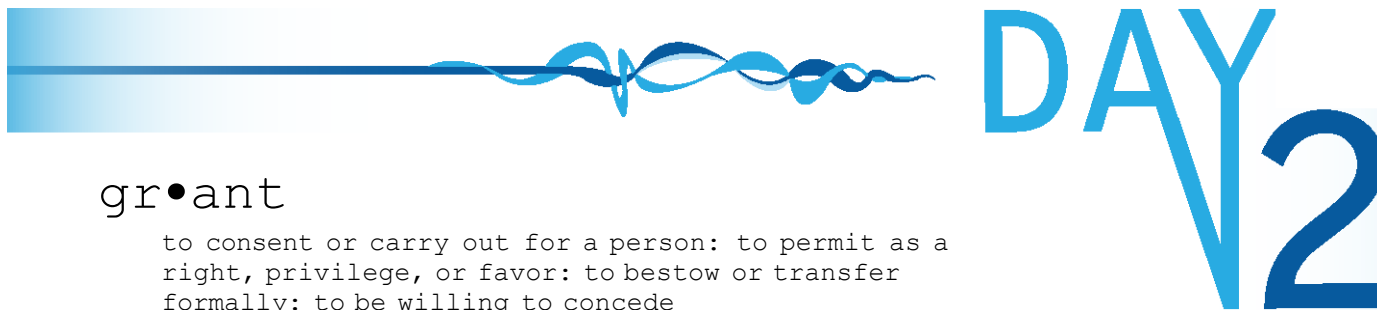 DAY
2
gr•ant
to consent or carry out for a person: to permit as a
right, privilege, or favor: to bestow or transfer
formally: to be willing to concede